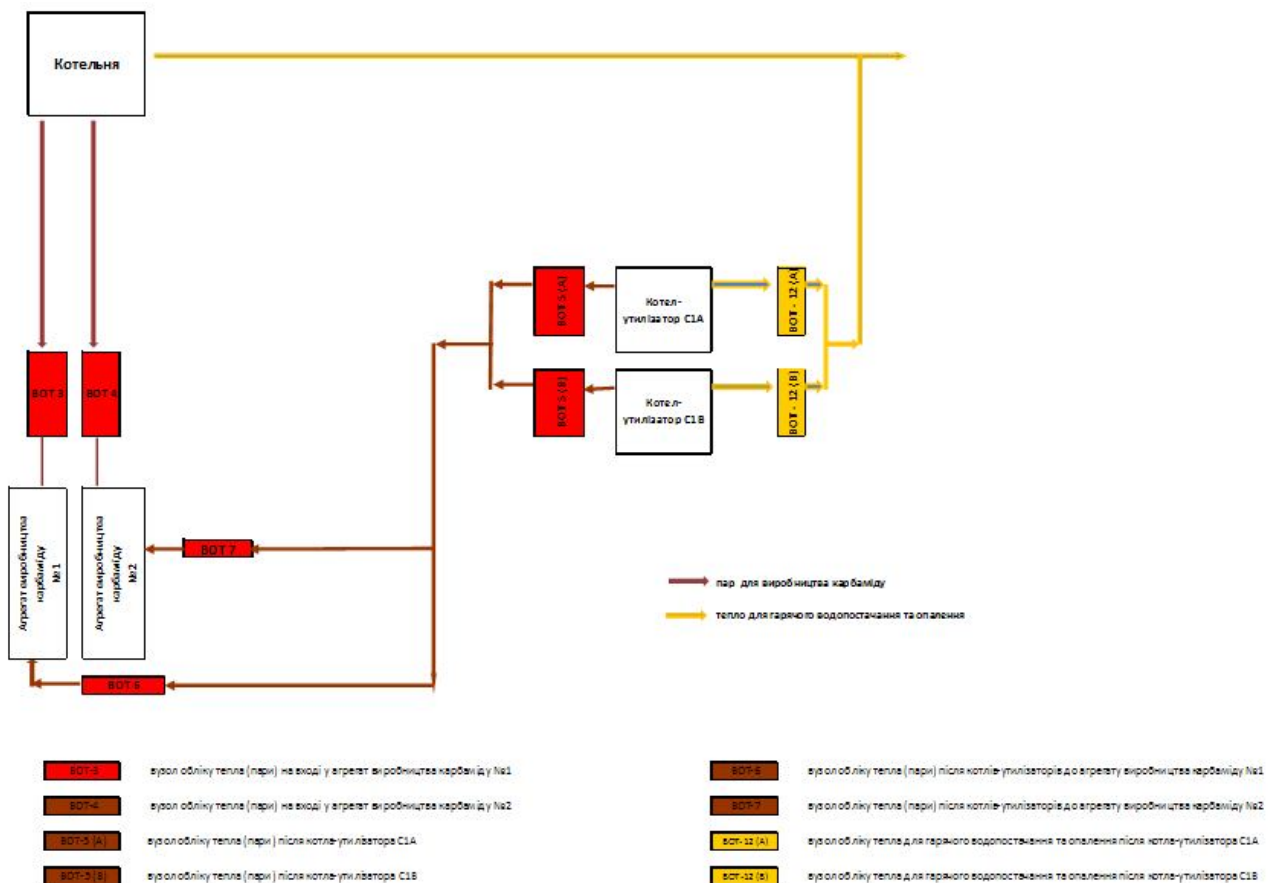 Котельня
ВОТ 3
ВОТ 4
ВОТ-5 (А)
ВОТ-5 (В)
Котел-
утилізатор С1А
Котел-
утилізатор С1В
ВОТ - 12 (А)
ВОТ - 12 (В)
Агрегат виробництва
карбаміду
№1
Агрегат виробництва
карбаміду
№2
ВОТ 7
ВОТ-6
пар для виробництва карбаміду
тепло для гарячого водопостачання та опалення
ВОТ-3
вузол обліку тепла (пари) на вході у агрегат виробництва карбаміду №1
ВОТ-4
вузол обліку тепла (пари) на вході у агрегат виробництва карбаміду №2
ВОТ-5 (А)
вузол обліку тепла (пари) після котла-утилізатора С1А
ВОТ-5 (В)
вузол обліку тепла (пари) після котла-утилізатора С1В
ВОТ-6
вузол обліку тепла (пари) після котлів-утилізаторів до агрегату виробництва карбаміду №1
ВОТ-7
вузол обліку тепла (пари) після котлів-утилізаторів до агрегату виробництва карбаміду №2
ВОТ-12 (А)
вузол обліку тепла для гарячого водопостачання та опалення після котла-утилізатора С1А
ВОТ-12 (В)
вузол обліку тепла для гарячого водопостачання та опалення після котла-утилізатора С1В